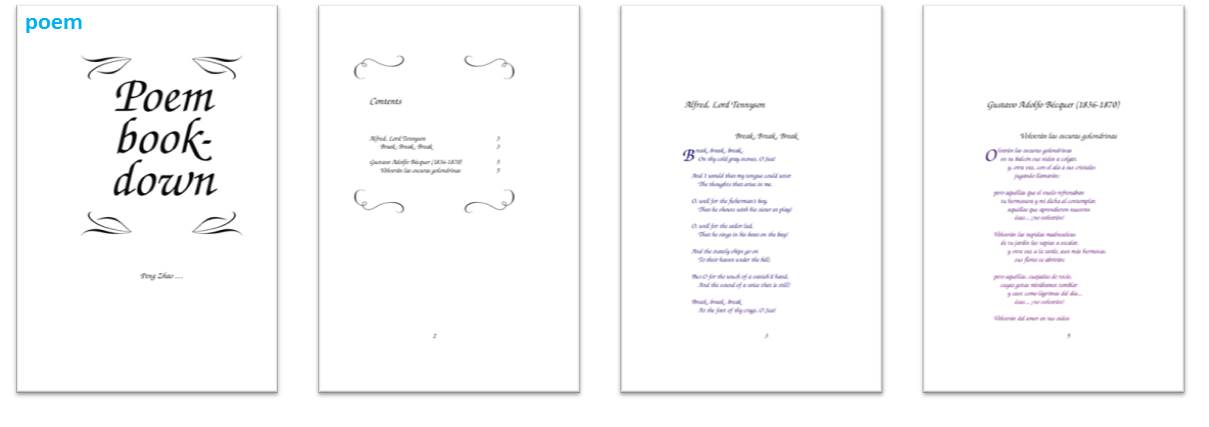 poem
Poem
book-
down
Peng Zhao ...
Contents
Alfred, Lord Tennyson 3
Break, Break, Break 3
Gustavo Adolfo Bécquer (1836-1870) 5
Volverán las oscuras golondrinas 5
2
Alfred, Lord Tennyson
Break, Break, Break
Break, break, break,
On thy cold gray stones, O Sea!
And I would that my tongue could utter
The thoughts that arise in me.
O, well for the fisherman's boy,
That he shouts with his sister at play!
O, well for the sailor lad,
That he sings in his boat on the bay!
And the stately ships go on
To their haven under the hill;
But O for the touch of a vanish'd hand,
And the sound of a voice that is still!
Break, break, break
At the foot of thy crags, O Sea!
3
Gustavo Adolfo Bécquer (1836-1870)
Volverán las oscuras golondrinas
Olverán las oscuras golondrinas
en tu balcón sus nidos a colgar,
y, otra vez, con el ala a sus cristales
jugando llamarán;
pero aquéllas que el vuelo refrenaban
tu hermosura y mi dicha al contemplar,
aquéllas que aprendieron nuestros
ésas... ¡no volverán!
Volverán las tupidas madreselvas
de tu jardín las tapias a escalar,
y otra vez a la tarde, aun más hermosas,
sus flores se abrirán;
pero aquéllas, cuajadas de rocío,
cuyas gotas mirábamos temblar
y caer, como lágrimas del día...
ésas... ¡no volverán!
Volverán del amor en tus oídos
5